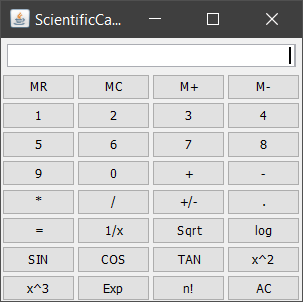 ScientificCa...
MR MC M+ M-
1 2 3 4
5 6 7 8
9 0 + -
* / +/- .
= 1/x Sqrt log
SIN COS TAN x^2
x^3 Exp n! AC